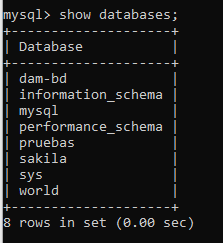 mysql> show databases;
+--------------------+
| Database           |
+--------------------+
| dam-bd             |
| information_schema |
| mysql              |
| performance_schema |
| pruebas            |
| sakila             |
| sys                |
| world              |
+--------------------+
8 rows in set (0.00 sec)